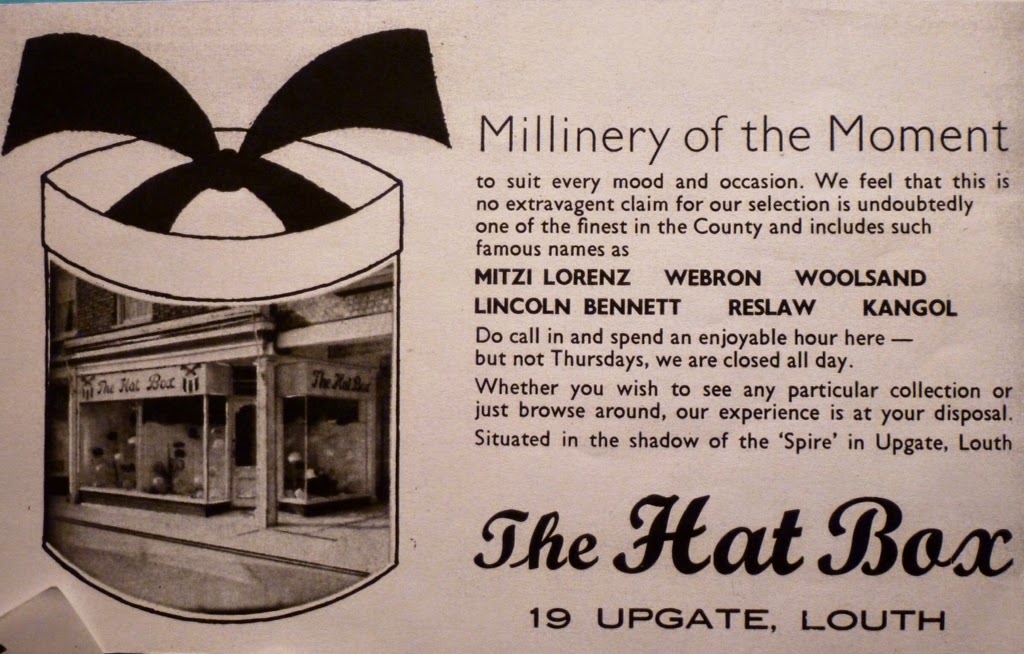 Millinery of the Moment
to suit every mood and occasion. We feel that this is
no extravagent claim for our selection is undoubtedly
one of the finest in the County and includes such
famous names as
MITZI LORENZ WEBRON WOOLSAND
LINCOLN BENNETT RESLAW KANGOL
Do call in and spend an enjoyable hour here —
but not Thursdays, we are closed all day.
Whether you wish to see any particular collection or
just browse around, our experience is at your disposal.
Situated in the shadow of the 'Spire' in Upgate, Louth
The Hat Box
The Hat Box
The Hat Box
19 UPGATE, LOUTH